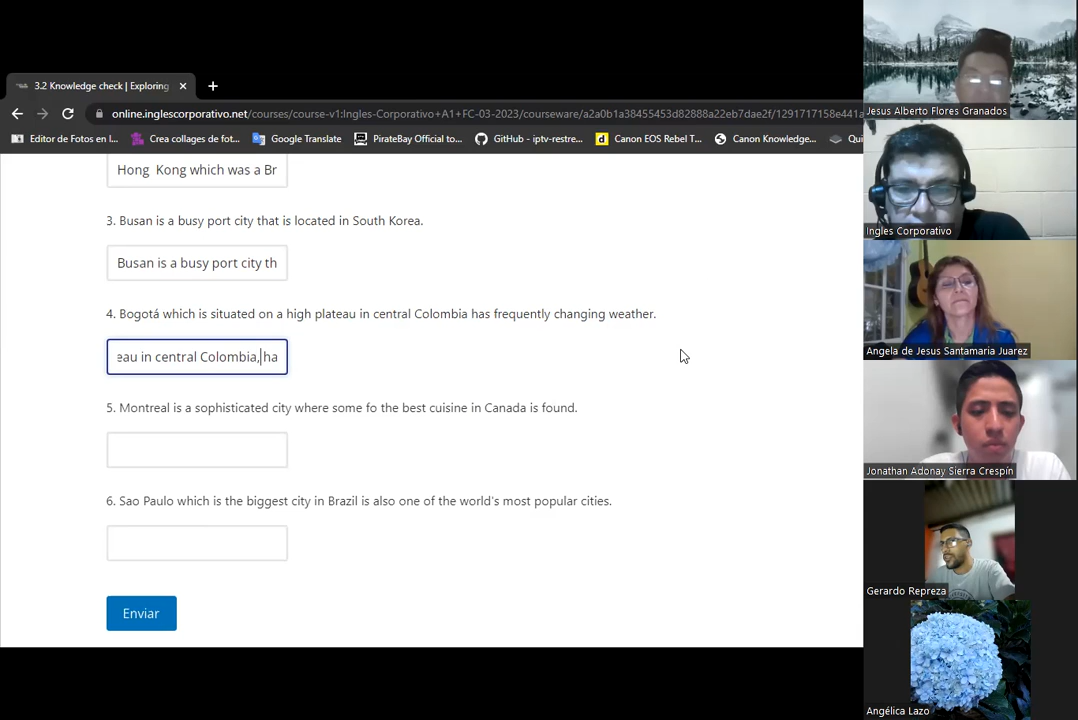 3.2 Knowledge check | Exploring
online.inglescorporativo.net/courses/course-v1:Ingles-Corporativo+A1+FC-03-2023/courseware/a2a0b1a38455453d82888a22eb7dae2f/1291717158e441a
Editor de Fotos en l... Crea collages de fot... Google Translate PirateBay Official to... GitHub - iptv-restre... Canon EOS Rebel T... Canon Knowledge... Qui
Hong Kong which was a Br
3. Busan is a busy port city that is located in South Korea.
Busan is a busy port city th
4. Bogotá which is situated on a high plateau in central Colombia has frequently changing weather.
eau in central Colombia, ha
5. Montreal is a sophisticated city where some fo the best cuisine in Canada is found.
6. Sao Paulo which is the biggest city in Brazil is also one of the world's most popular cities.
Enviar
Jesus Alberto Flores Granados
Ingles Corporativo
Angela de Jesus Santamaria Juarez
Jonathan Adonay Sierra Crespín
Gerardo Repreza
Angélica Lazo